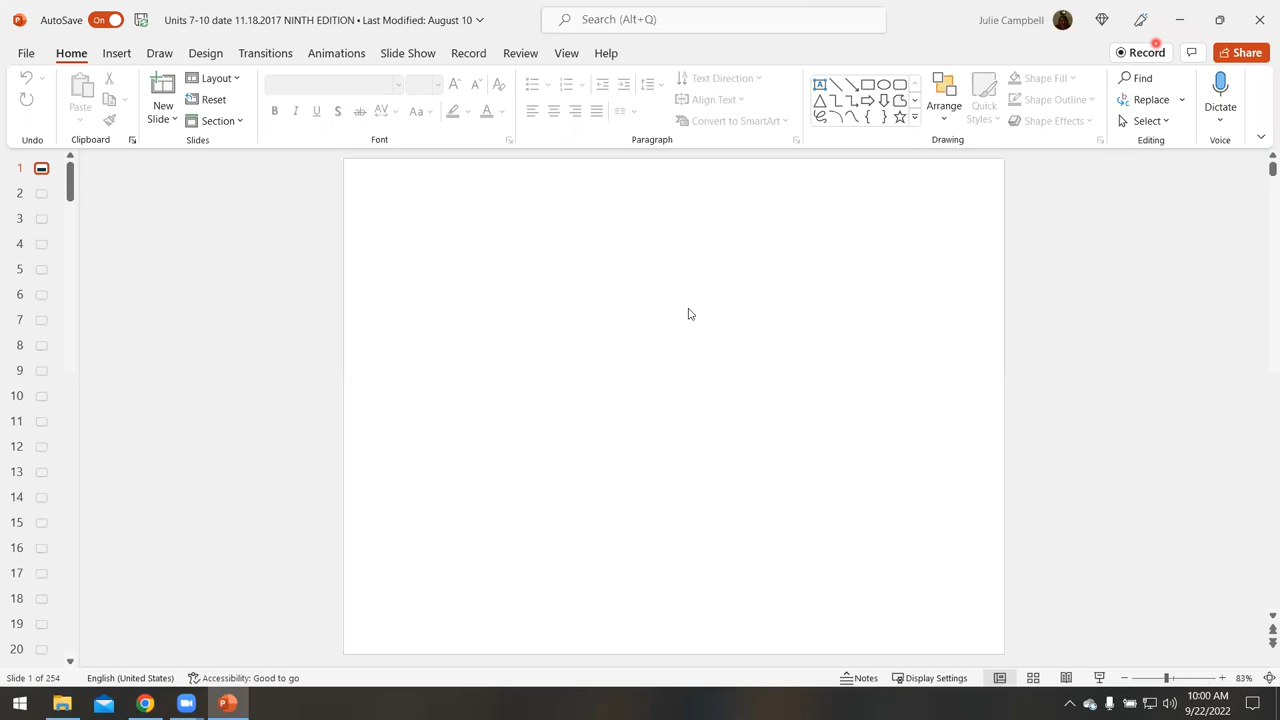 AutoSave On Units 7-10 date 11.18.2017 NINTH EDITION • Last Modified: August 10 Search (Alt+Q) Julie Campbell
File Home Insert Draw Design Transitions Animations Slide Show Record Review View Help Record Share
Paste New Slide Layout Reset Section
B I U S ab AV Aa A
Text Direction Align Text Convert to SmartArt
Arrange Quick Styles Shape Fill Shape Outline Shape Effects
Find Replace Select Dictate
Undo Clipboard Slides Font Paragraph Drawing Editing Voice
1
2
3
4
5
6
7
8
9
10
11
12
13
14
15
16
17
18
19
20
Slide 1 of 254 English (United States) Accessibility: Good to go Notes Display Settings 83%
10:00 AM
9/22/2022